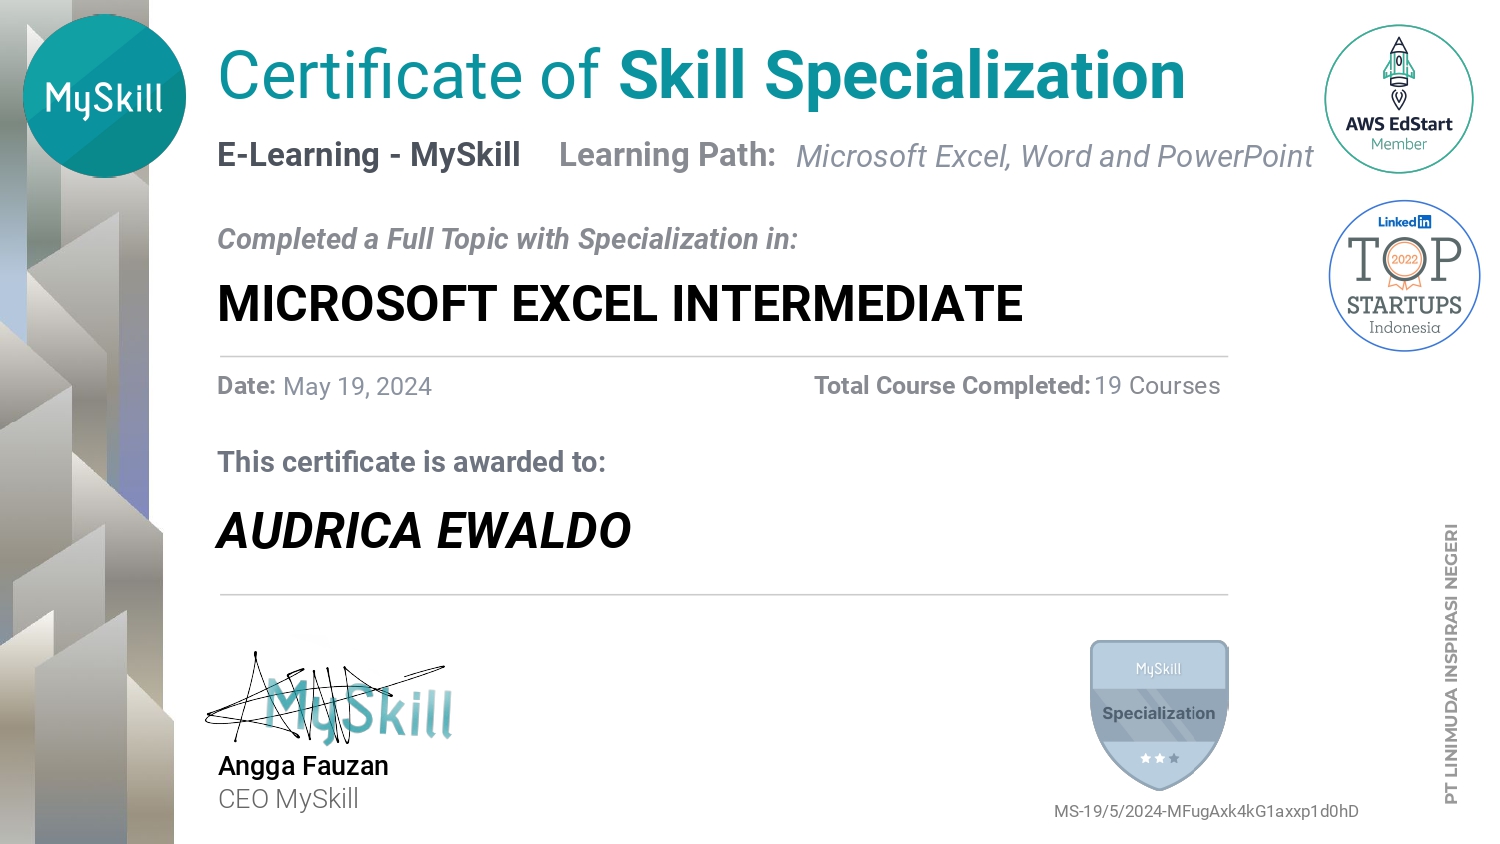 MySkill
Certificate of Skill Specialization
E-Learning - MySkill Learning Path: Microsoft Excel, Word and PowerPoint
AWS EdStart
Member
Completed a Full Topic with Specialization in:
MICROSOFT EXCEL INTERMEDIATE
Linked in
TOP
2022
STARTUPS
Indonesia
Date: May 19, 2024
Total Course Completed: 19 Courses
This certificate is awarded to:
AUDRICA EWALDO
MySkill
Angga Fauzan
CEO MySkill
MySkill
Specialization
MS-19/5/2024-MFugAxk4kG1axxp1d0hD
PT LINIMUDA INSPIRASI NEGERI